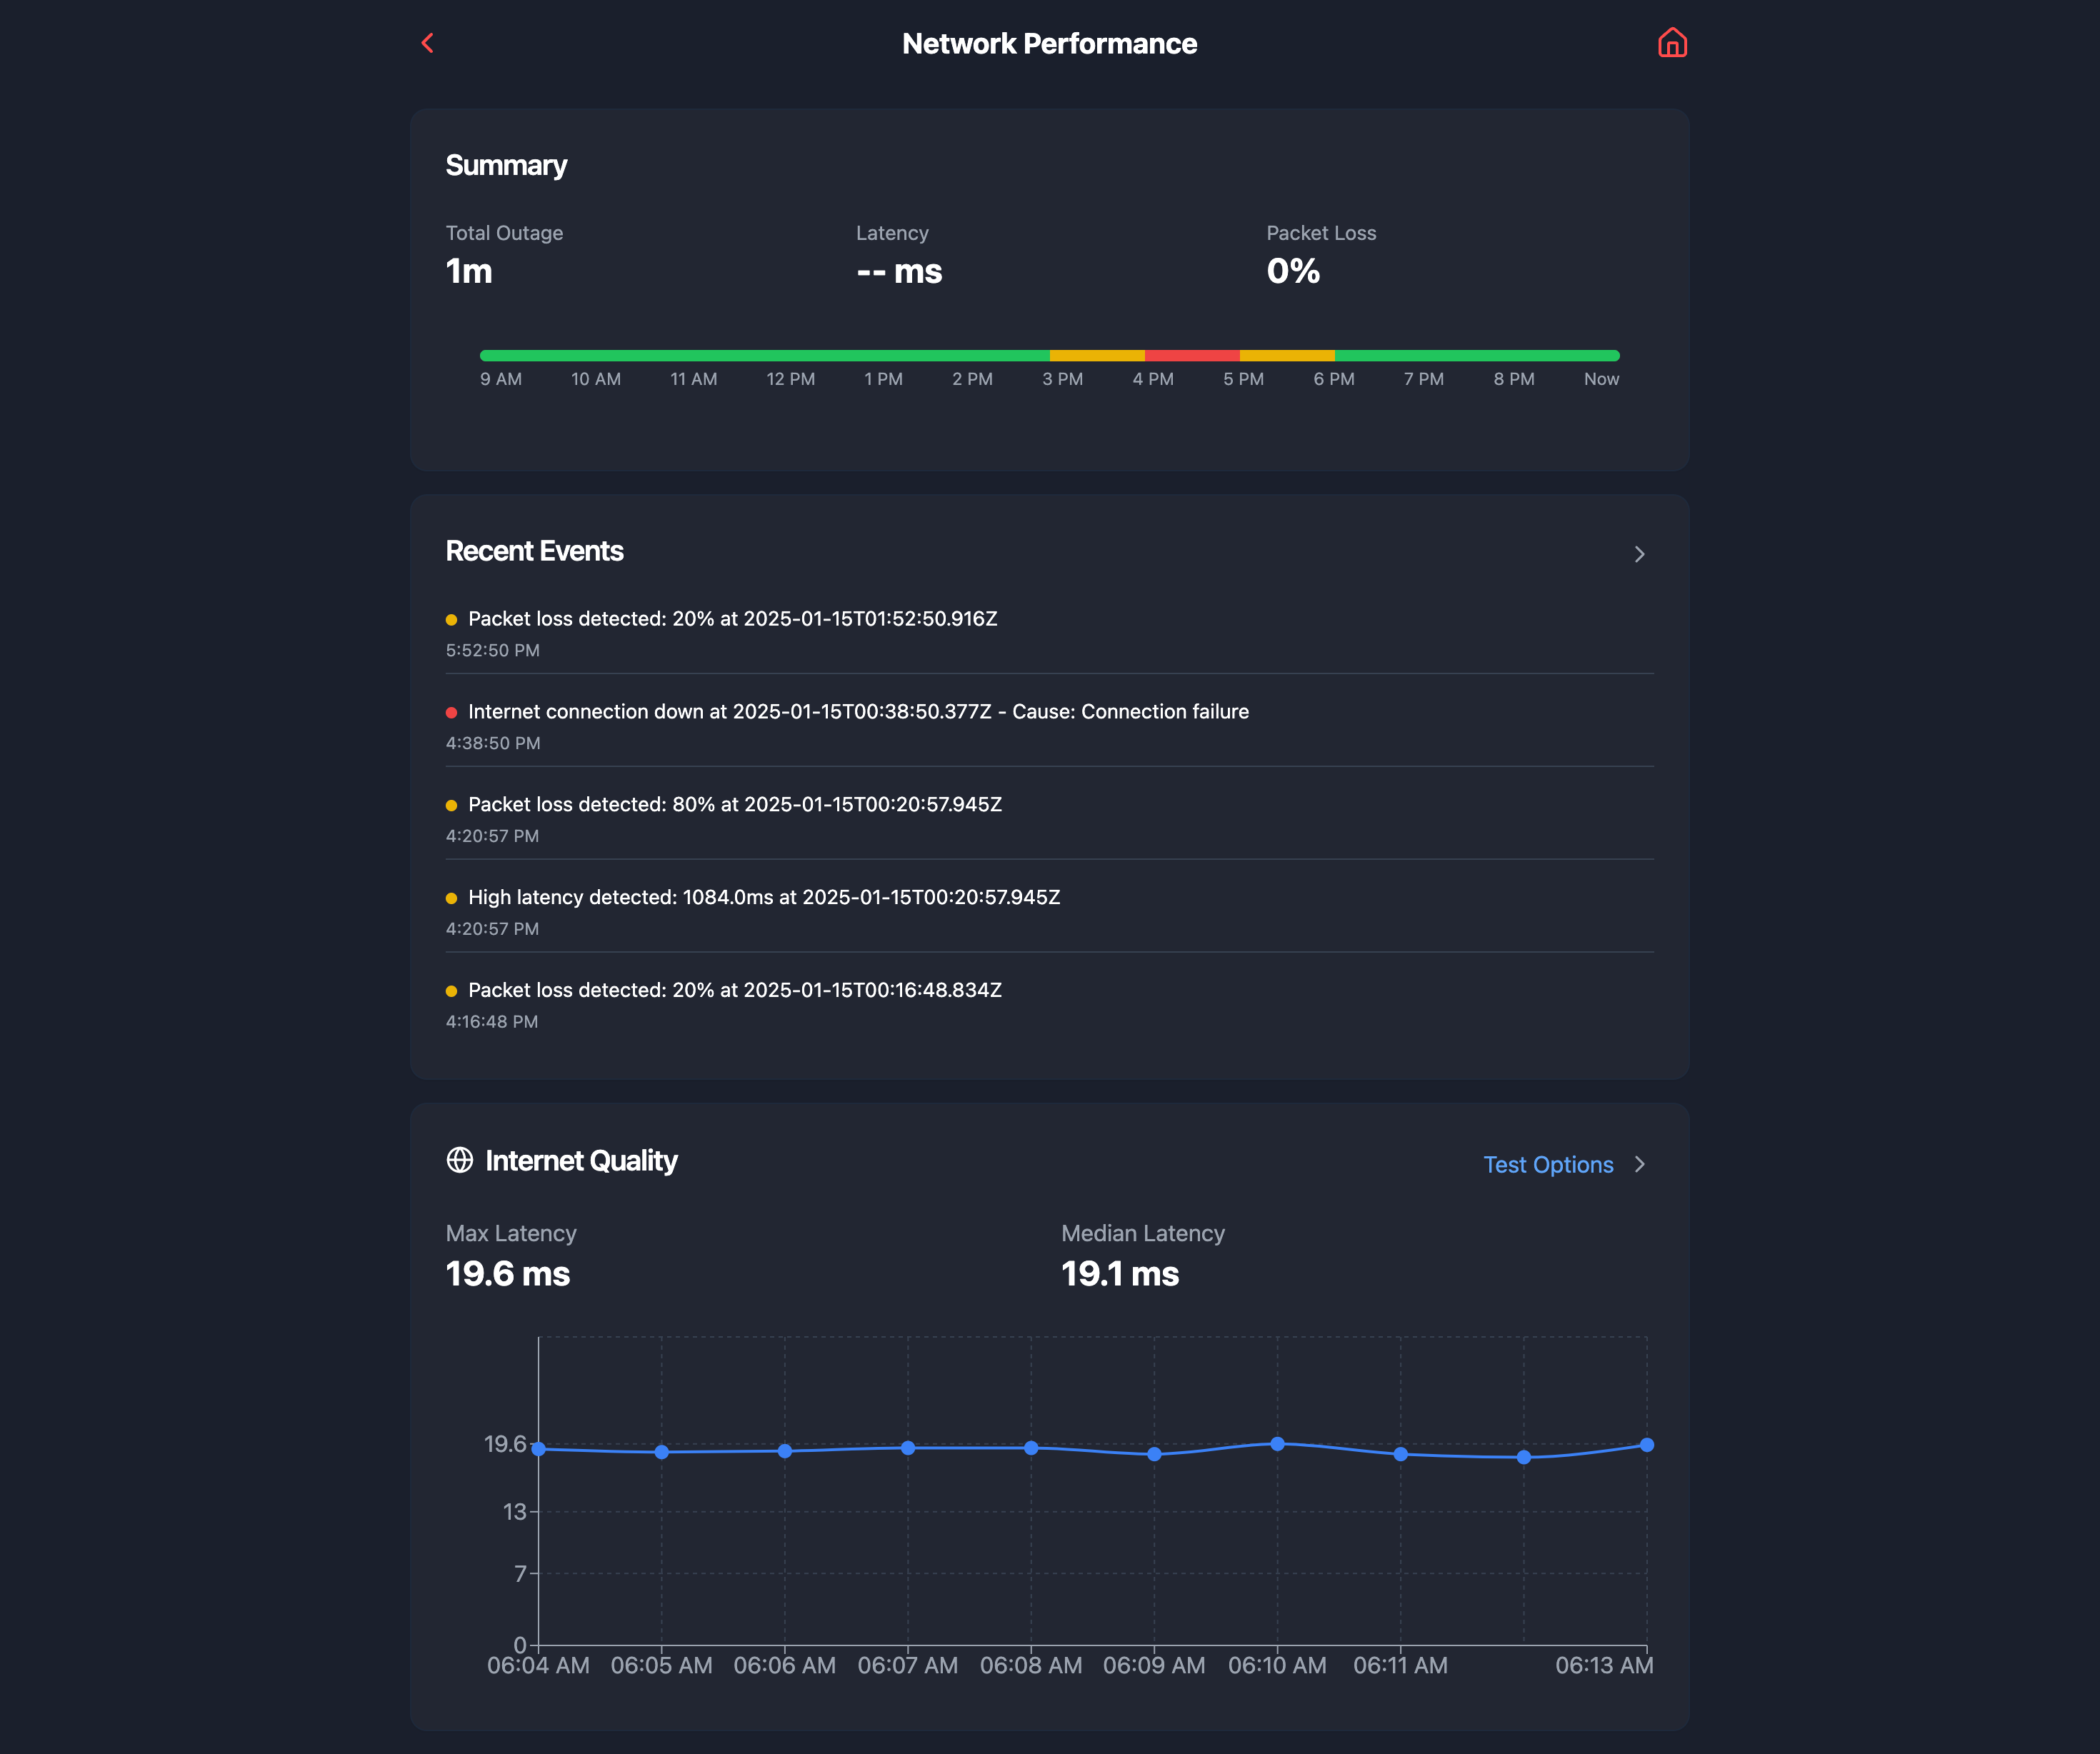 Network Performance
Summary
Total Outage Latency Packet Loss
1m -- ms 0%
9 AM 10 AM 11 AM 12 PM 1 PM 2 PM 3 PM 4 PM 5 PM 6 PM 7 PM 8 PM Now
Recent Events
Packet loss detected: 20% at 2025-01-15T01:52:50.916Z
5:52:50 PM
Internet connection down at 2025-01-15T00:38:50.377Z - Cause: Connection failure
4:38:50 PM
Packet loss detected: 80% at 2025-01-15T00:20:57.945Z
4:20:57 PM
High latency detected: 1084.0ms at 2025-01-15T00:20:57.945Z
4:20:57 PM
Packet loss detected: 20% at 2025-01-15T00:16:48.834Z
4:16:48 PM
Internet Quality Test Options
Max Latency Median Latency
19.6 ms 19.1 ms
19.6
13
7
0
06:04 AM 06:05 AM 06:06 AM 06:07 AM 06:08 AM 06:09 AM 06:10 AM 06:11 AM 06:13 AM